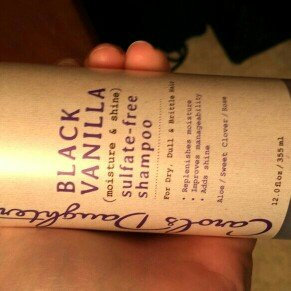 Carol's Daughter
BLACK
VANILLA
(moisture & shine)
sulfate-free
shampoo
For Dry, Dull & Brittle Hair
• Replenishes moisture
• Improves manageability
• Adds shine
Aloe/Sweet Clover/Rose
12.0 fl oz/355 ml